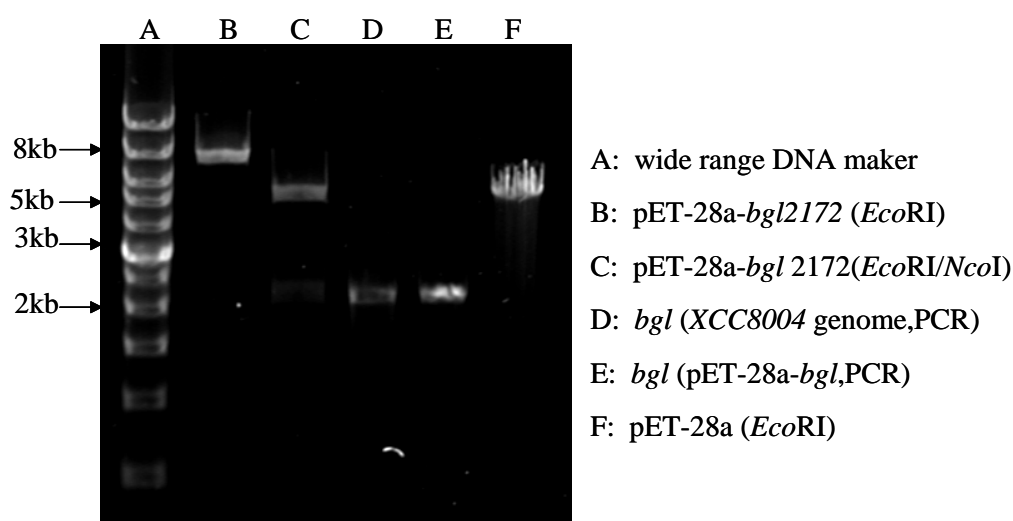 A B C D E F
8kb
5kb
3kb
2kb
A: wide range DNA maker
B: pET-28a-bgl2172 (EcoRI)
C: pET-28a-bgl 2172(EcoRI/NcoI)
D: bgl (XCC8004 genome,PCR)
E: bgl (pET-28a-bgl,PCR)
F: pET-28a (EcoRI)